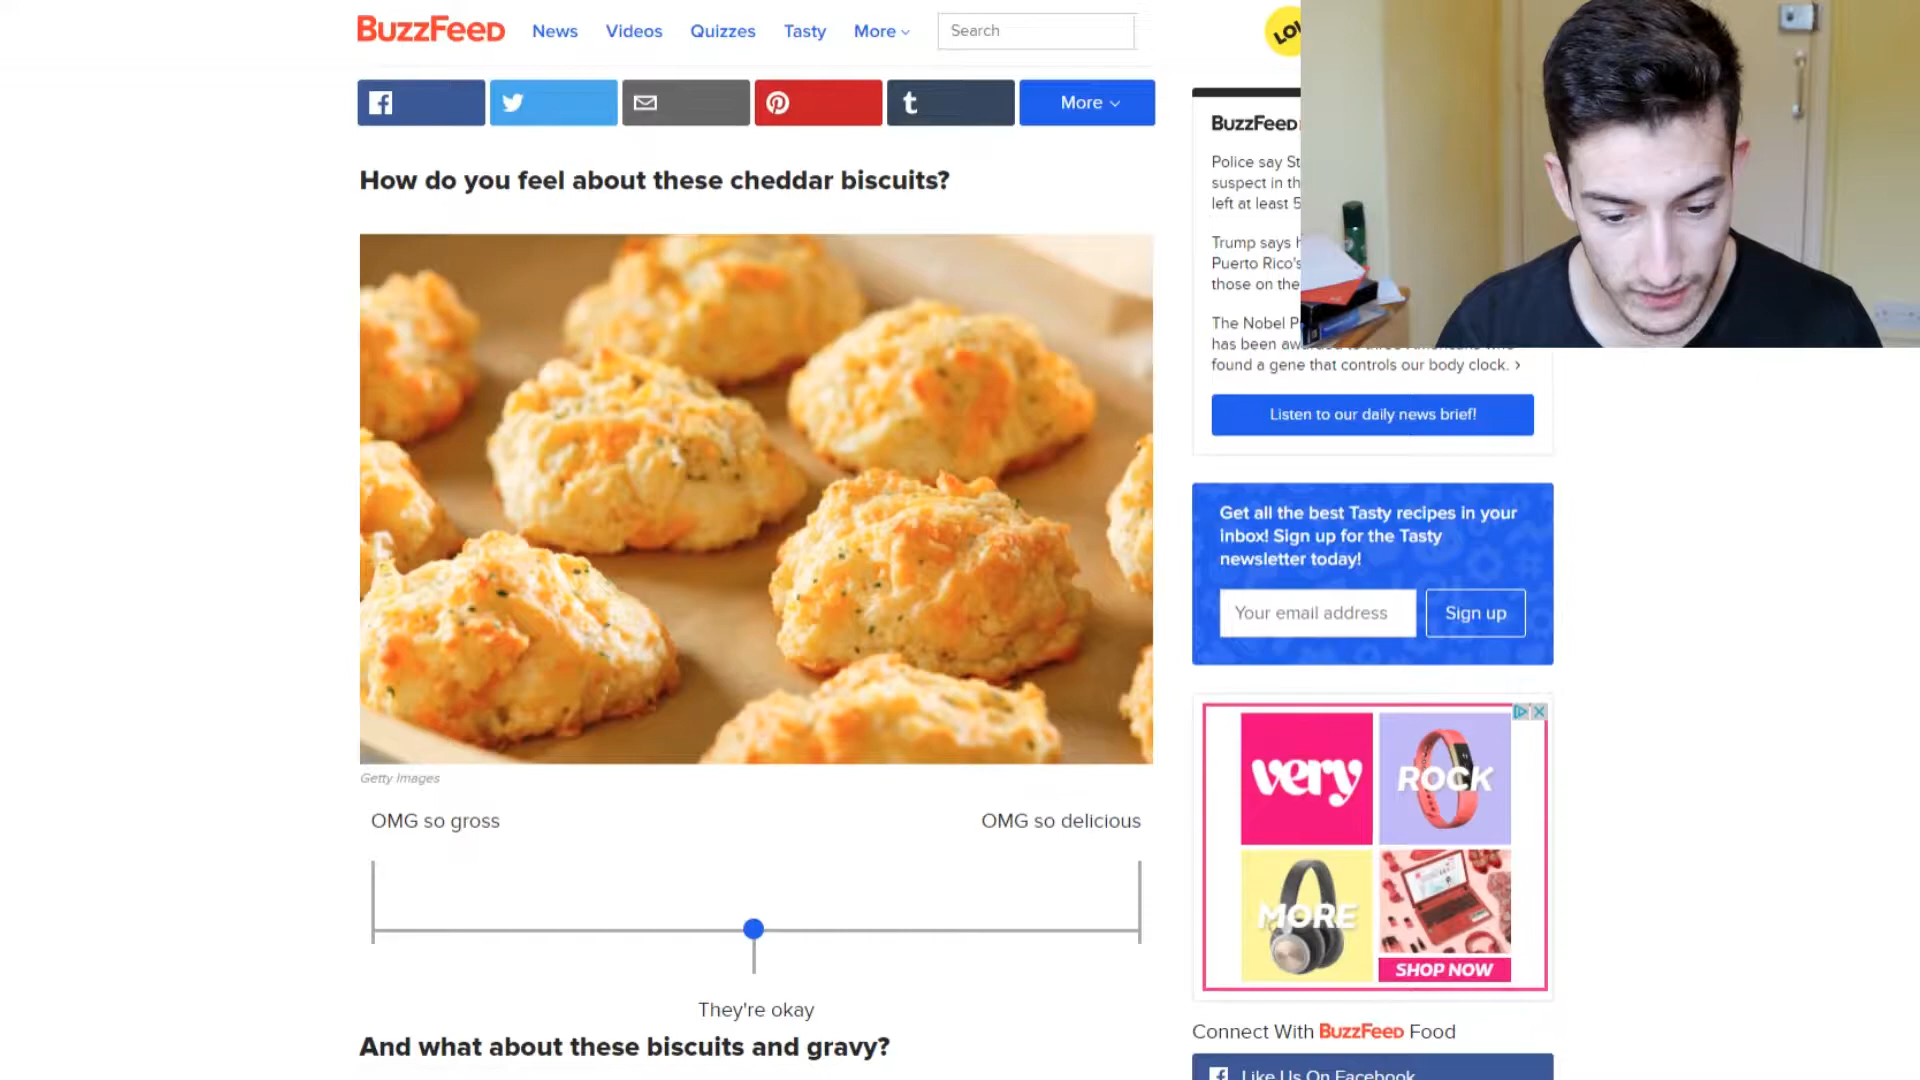 BuzzFeed
News
Videos
Quizzes
Tasty
More
Search
LOL
t
More
How do you feel about these cheddar biscuits?
Getty Images
OMG so gross
OMG so delicious
They're okay
And what about these biscuits and gravy?
BuzzFeed
Police say St
suspect in th
left at least 5
Trump says h
Puerto Rico's
those on the
The Nobel P
has been
found a gene that controls our body clock. ›
Listen to our daily news brief!
Get all the best Tasty recipes in your
inbox! Sign up for the Tasty
newsletter today!
Your email address
Sign up
very
ROCK
MORE
SHOP NOW
Connect With BuzzFeed Food
Like Us On Facebook